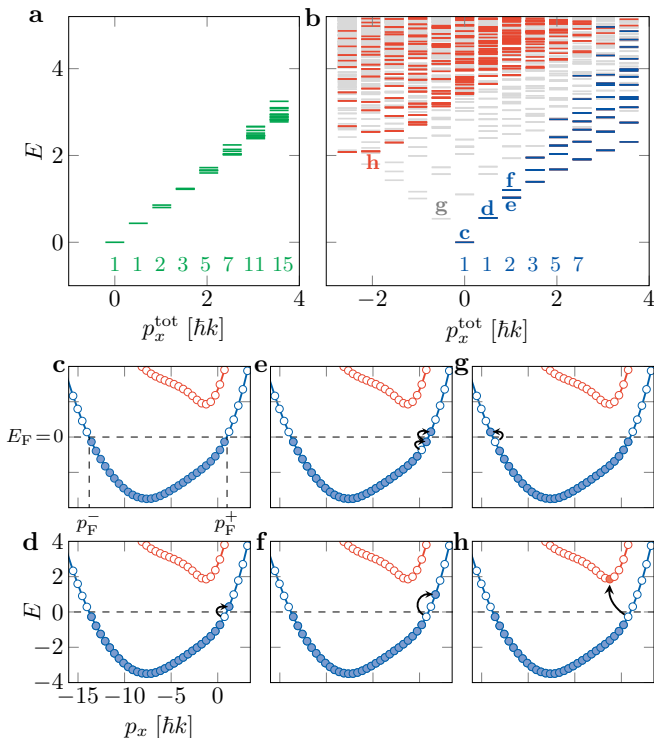 a
b
4
2
0
E
1 1 2 3 5 7 11 15
0 2 4
p_x^tot [ħk]
h
g
f
d
e
c
1 1 2 3 5 7
−2 0 2 4
p_x^tot [ħk]
c
e
g
E_F=0
p_F^−
p_F^+
d
f
h
4
2
0
−2
−4
E
−15 −10 −5 0
p_x [ħk]